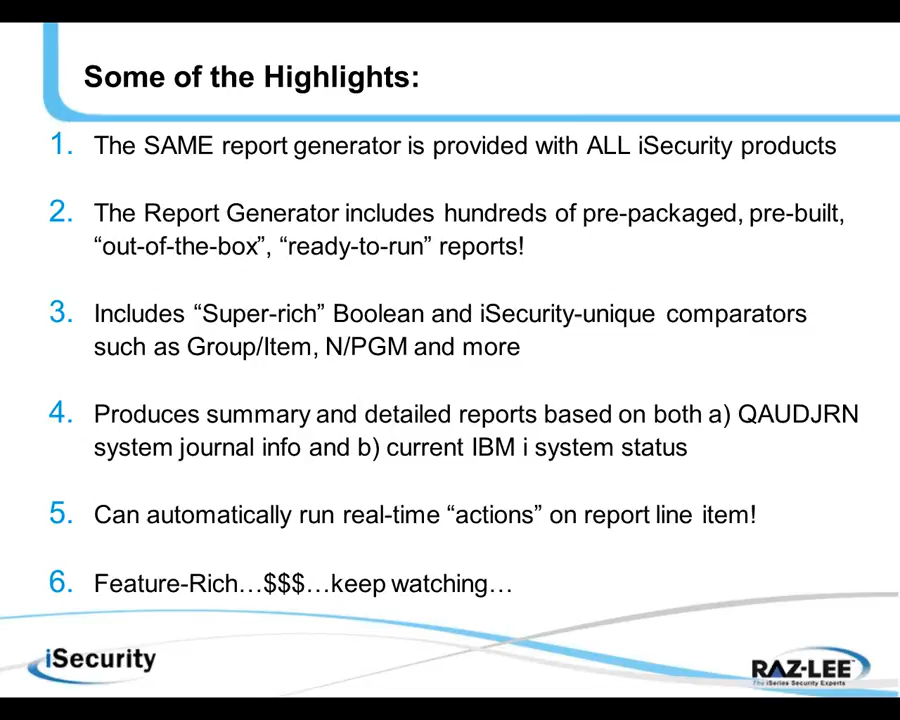 Some of the Highlights:
1. The SAME report generator is provided with ALL iSecurity products
2. The Report Generator includes hundreds of pre-packaged, pre-built,
“out-of-the-box”, “ready-to-run” reports!
3. Includes “Super-rich” Boolean and iSecurity-unique comparators
such as Group/Item, N/PGM and more
4. Produces summary and detailed reports based on both a) QAUDJRN
system journal info and b) current IBM i system status
5. Can automatically run real-time “actions” on report line item!
6. Feature-Rich…$$$…keep watching…
iSecurity
RAZ-LEE
The iSeries Security Experts